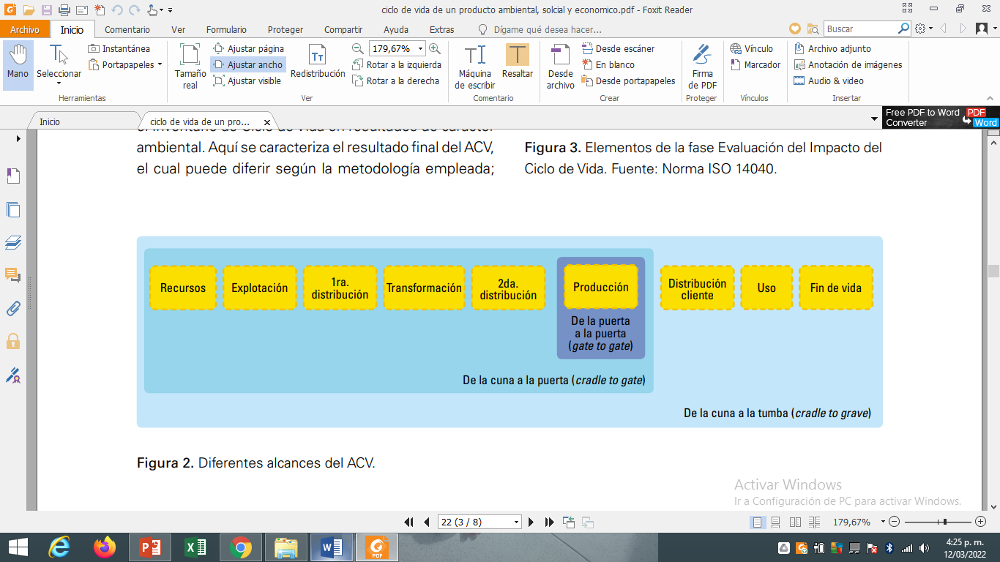 ciclo de vida de un producto ambiental, solcial y economico.pdf - Foxit Reader
Archivo Inicio Comentario Ver Formulario Proteger Compartir Ayuda Extras Dígame qué desea hacer... Buscar
Mano
Seleccionar
Instantánea
Portapapeles
Herramientas
Tamaño
real
Ajustar página
Ajustar ancho
Ajustar visible
Redistribución
179,67%
Rotar a la izquierda
Rotar a la derecha
Ver
Máquina
de escribir
Resaltar
Comentario
Desde
archivo
Desde escáner
En blanco
Desde portapapeles
Crear
Firma
de PDF
Proteger
Vínculo
Marcador
Vínculos
Archivo adjunto
Anotación de imágenes
Audio & video
Insertar
Inicio
ciclo de vida de un pro... x
Free PDF to Word PDF
Converter Word
ambiental. Aquí se caracteriza el resultado final del ACV,
el cual puede diferir según la metodología empleada;
Figura 3. Elementos de la fase Evaluación del Impacto del
Ciclo de Vida. Fuente: Norma ISO 14040.
Recursos
Explotación
1ra.
distribución
Transformación
2da.
distribución
Producción
De la puerta
a la puerta
(gate to gate)
Distribución
cliente
Uso
Fin de vida
De la cuna a la puerta (cradle to gate)
De la cuna a la tumba (cradle to grave)
Figura 2. Diferentes alcances del ACV.
Activar Windows
Ir a Configuración de PC para activar Windows.
22 (3 / 8)
179,67%
4:25 p. m.
12/03/2022